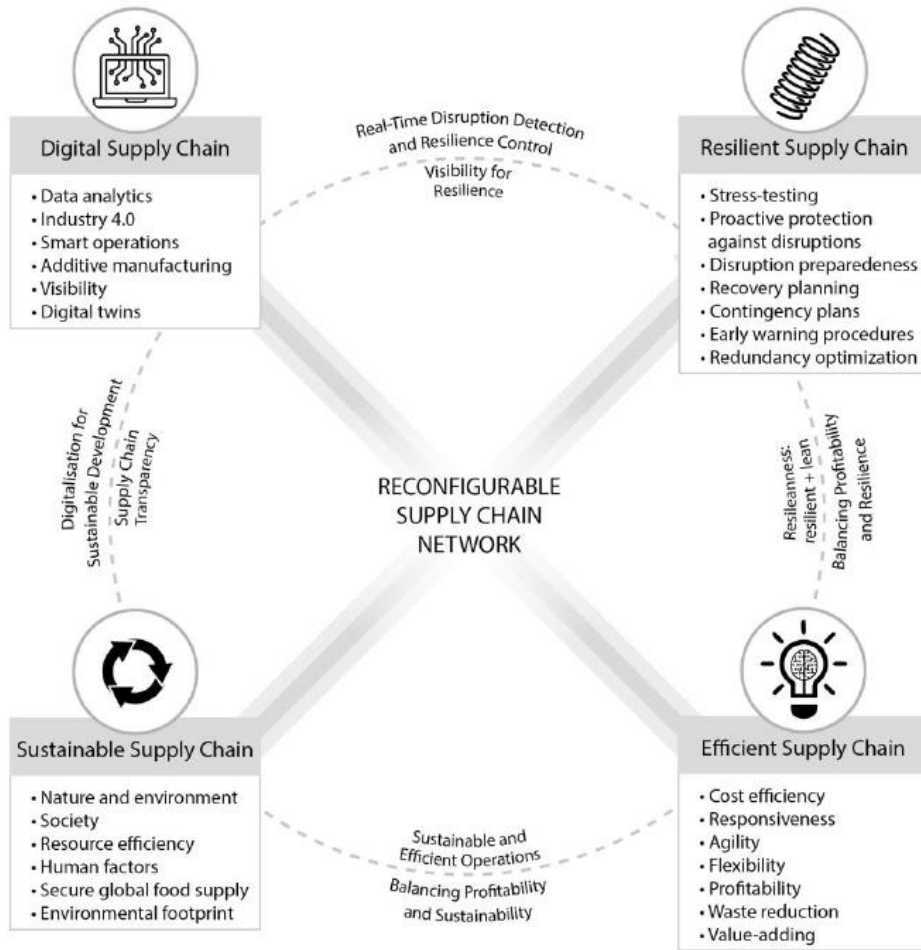 Digital Supply Chain
• Data analytics
• Industry 4.0
• Smart operations
• Additive manufacturing
• Visibility
• Digital twins
Real-Time Disruption Detection
and Resilience Control
Visibility for
Resilience
Resilient Supply Chain
• Stress-testing
• Proactive protection
against disruptions
• Disruption preparedeness
• Recovery planning
• Contingency plans
• Early warning procedures
• Redundancy optimization
Digitalisation for
Sustainable Development
Supply Chain
Transparency
RECONFIGURABLE
SUPPLY CHAIN
NETWORK
Resileanness:
resilient + lean
Balancing Profitability
and Resilience
Sustainable Supply Chain
• Nature and environment
• Society
• Resource efficiency
• Human factors
• Secure global food supply
• Environmental footprint
Sustainable and
Efficient Operations
Balancing Profitability
and Sustainability
Efficient Supply Chain
• Cost efficiency
• Responsiveness
• Agility
• Flexibility
• Profitability
• Waste reduction
• Value-adding